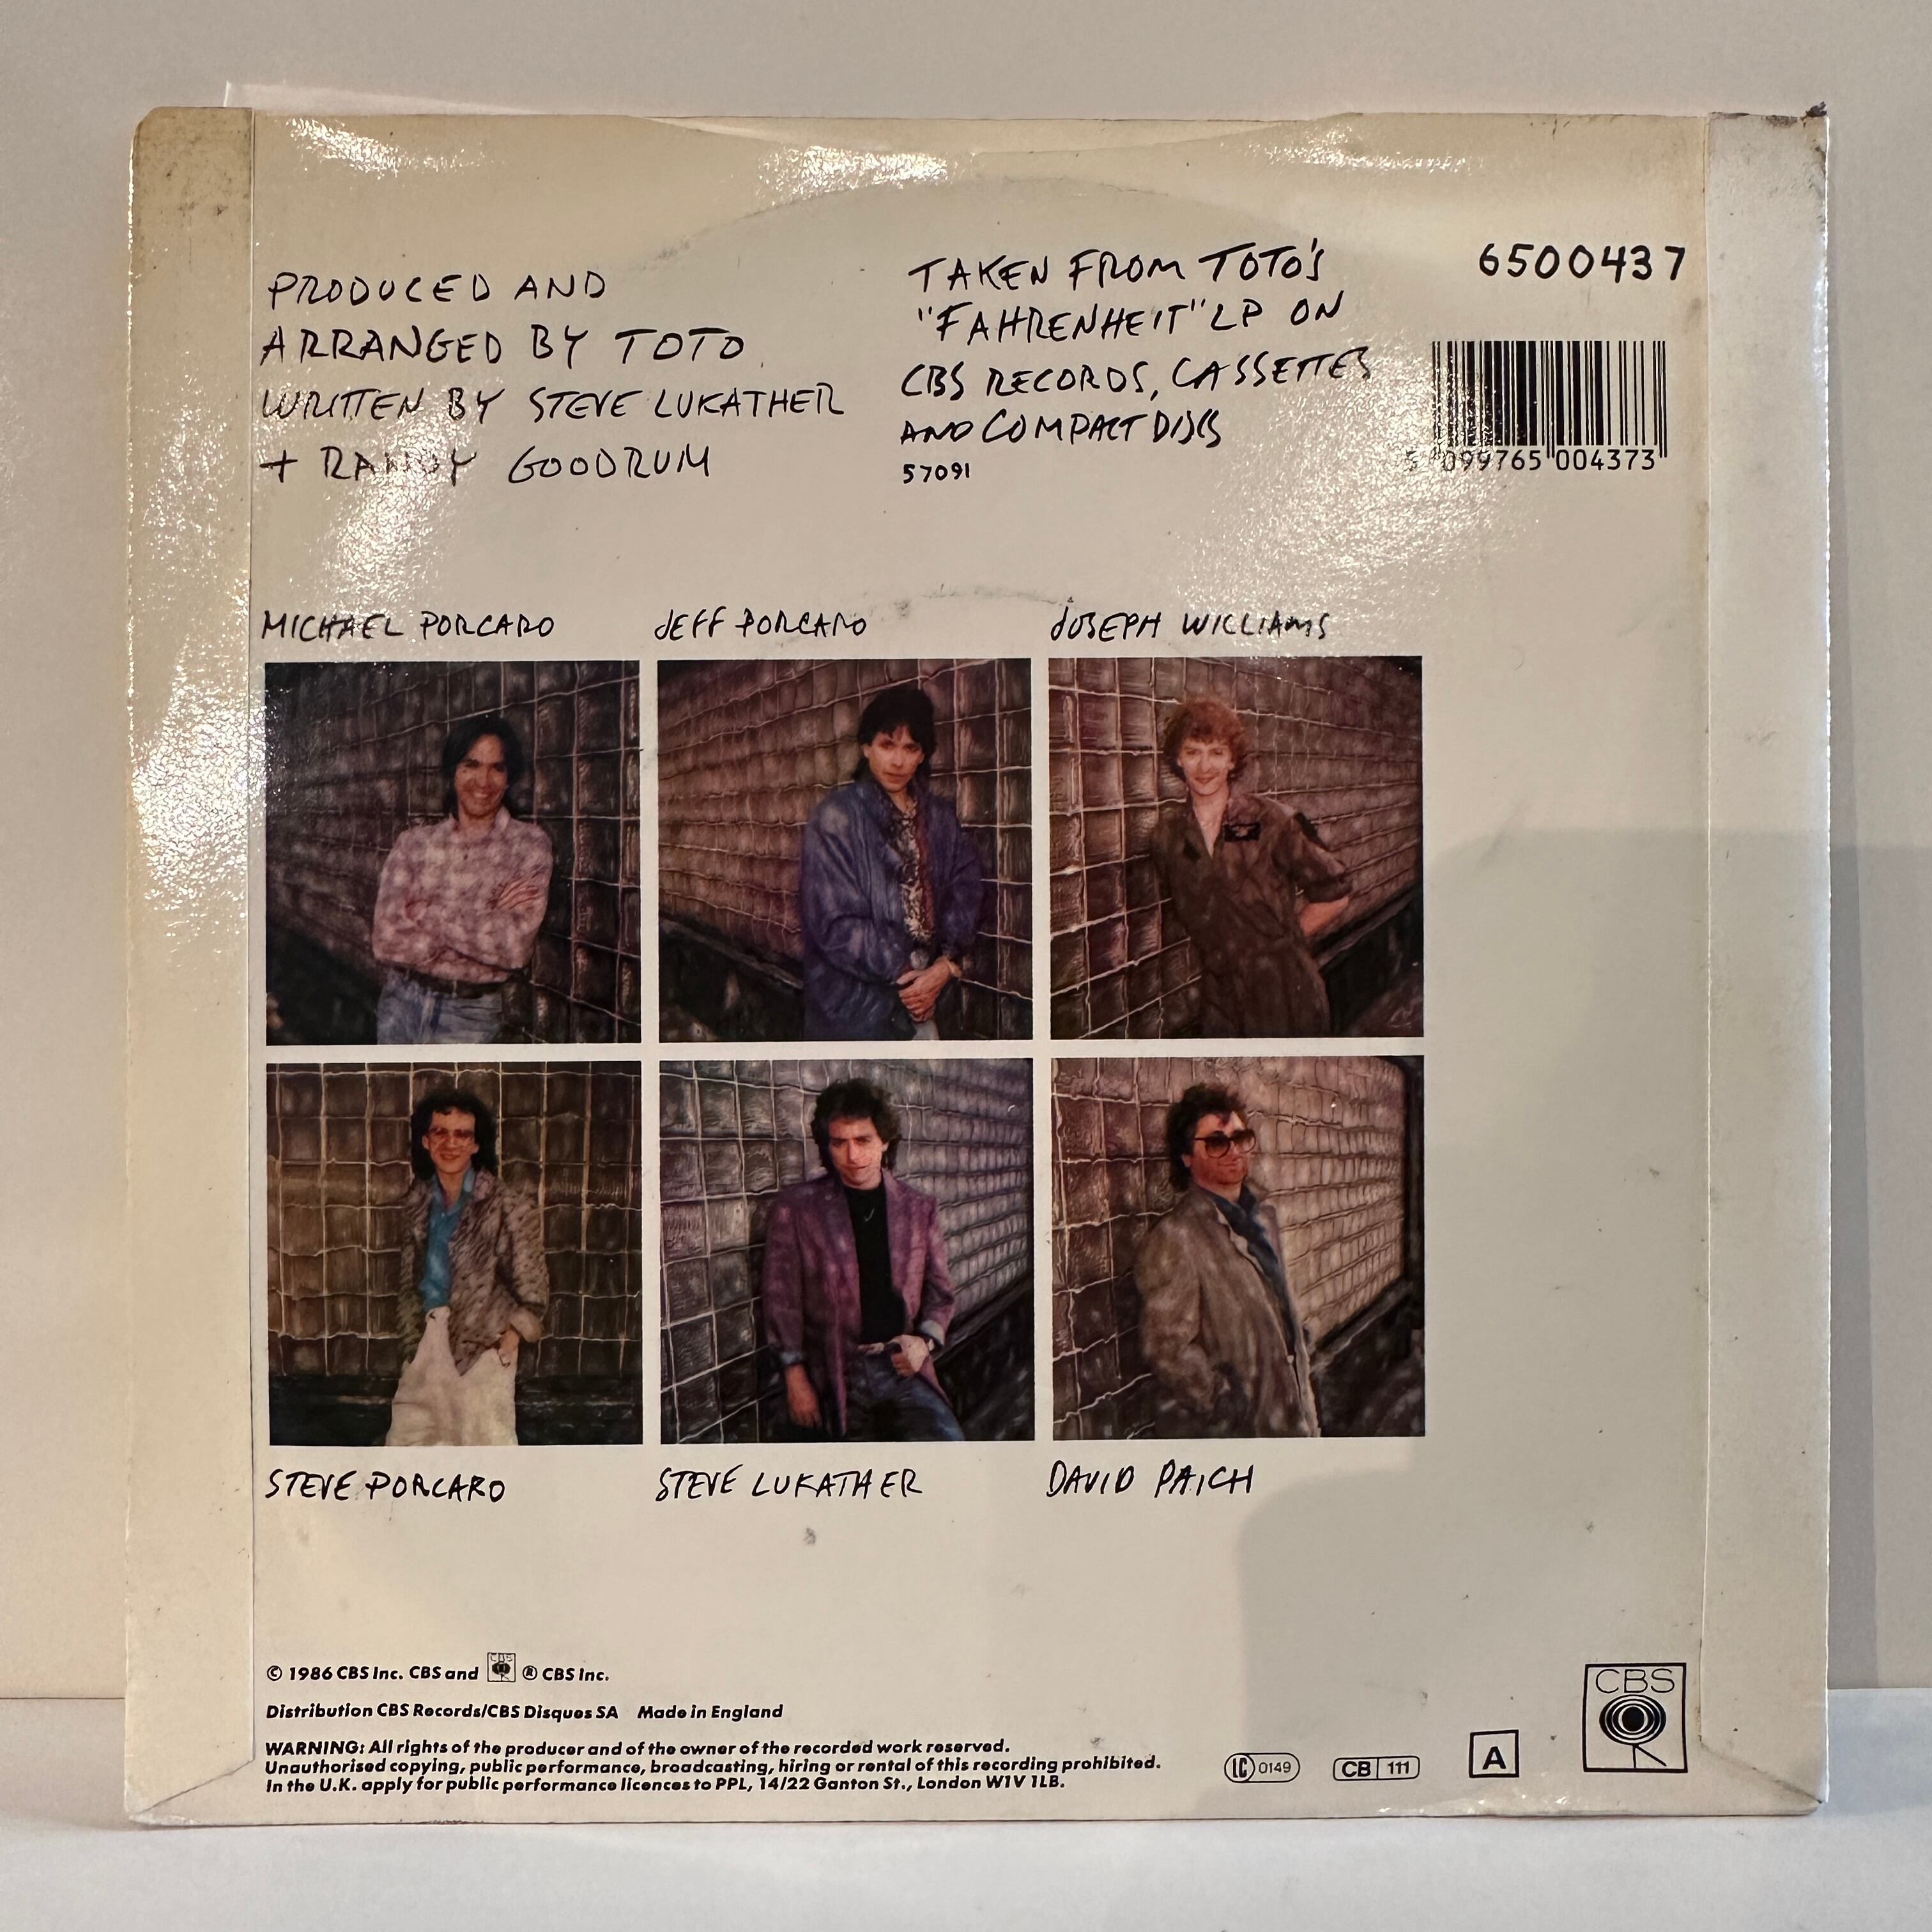 PRODUCED AND
ARRANGED BY TOTO
WRITTEN BY STEVE LUKATHER
+ RANDY GOODRUM
TAKEN FROM TOTO'S
"FAHRENHEIT" LP ON
CBS RECORDS, CASSETTES
AND COMPACT DISCS
57091
6500437
5 099765 004373
MICHAEL PORCARO
JEFF PORCARO
JOSEPH WILLIAMS
STEVE PORCARO
STEVE LUKATHER
DAVID PAICH
© 1986 CBS Inc. CBS and CBS ® CBS Inc.
Distribution CBS Records/CBS Disques SA Made in England
WARNING: All rights of the producer and of the owner of the recorded work reserved.
Unauthorised copying, public performance, broadcasting, hiring or rental of this recording prohibited.
In the U.K. apply for public performance licences to PPL, 14/22 Ganton St., London W1V 1LB.
LC 0149
CB 111
A
CBS